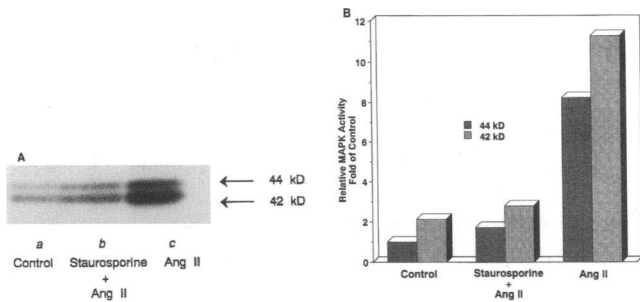 A
44 kD
42 kD
a b c
Control Staurosporine Ang II
+
Ang II
B
Relative MAPK Activity
Fold of Control
12
10
8
6
4
2
0
44 kD
42 kD
Control Staurosporine Ang II
+
Ang II